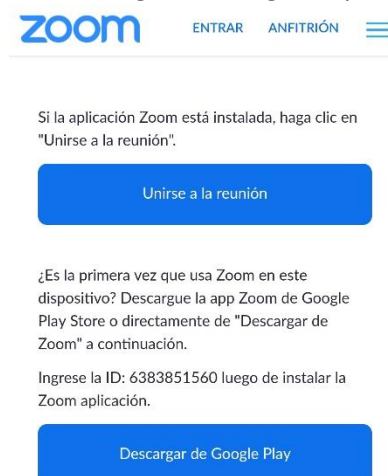 zoom ENTRAR ANFITRIÓN
Si la aplicación Zoom está instalada, haga clic en
"Unirse a la reunión".
Unirse a la reunión
¿Es la primera vez que usa Zoom en este
dispositivo? Descargue la app Zoom de Google
Play Store o directamente de "Descargar de
Zoom" a continuación.
Ingrese la ID: 6383851560 luego de instalar la
Zoom aplicación.
Descargar de Google Play